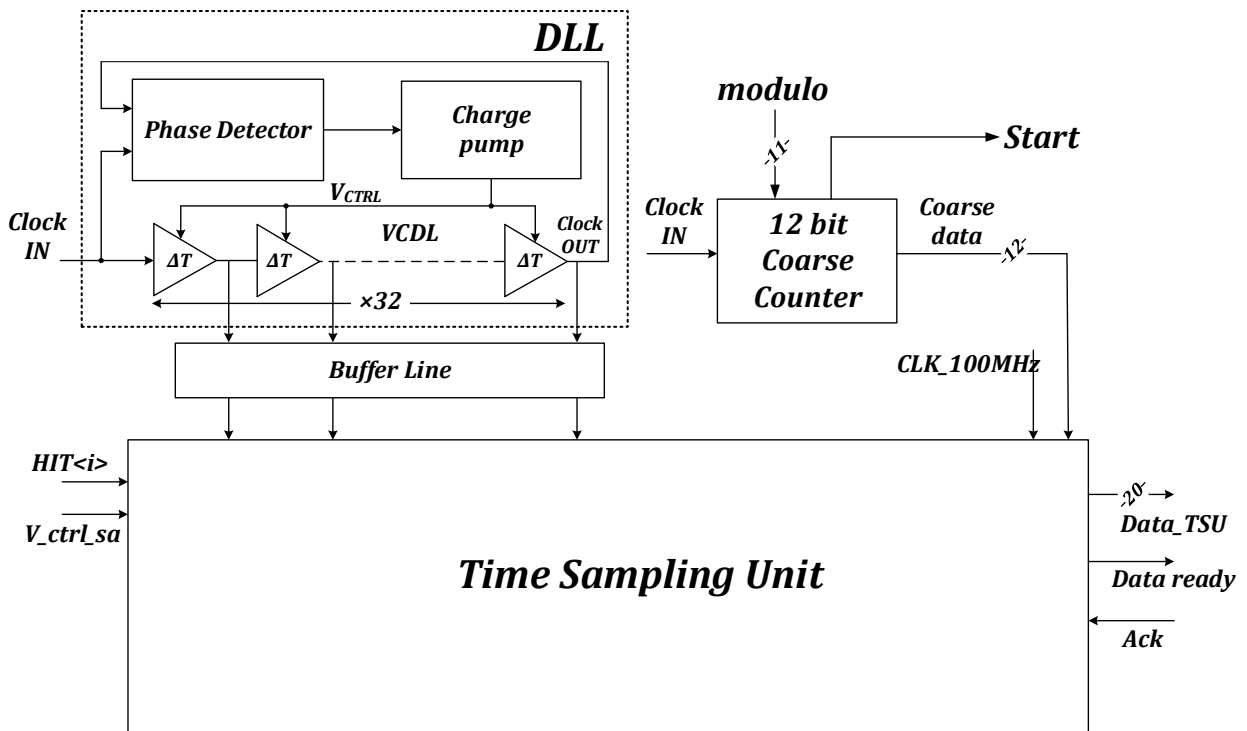 DLL
Phase Detector
Charge
pump
modulo
-11-
Start
V_CTRL
Clock
IN
ΔT
ΔT
VCDL
ΔT
Clock
OUT
×32
Clock
IN
12 bit
Coarse
Counter
Coarse
data
-12-
Buffer Line
CLK_100MHz
HIT<i>
V_ctrl_sa
Time Sampling Unit
-20-
Data_TSU
Data ready
Ack